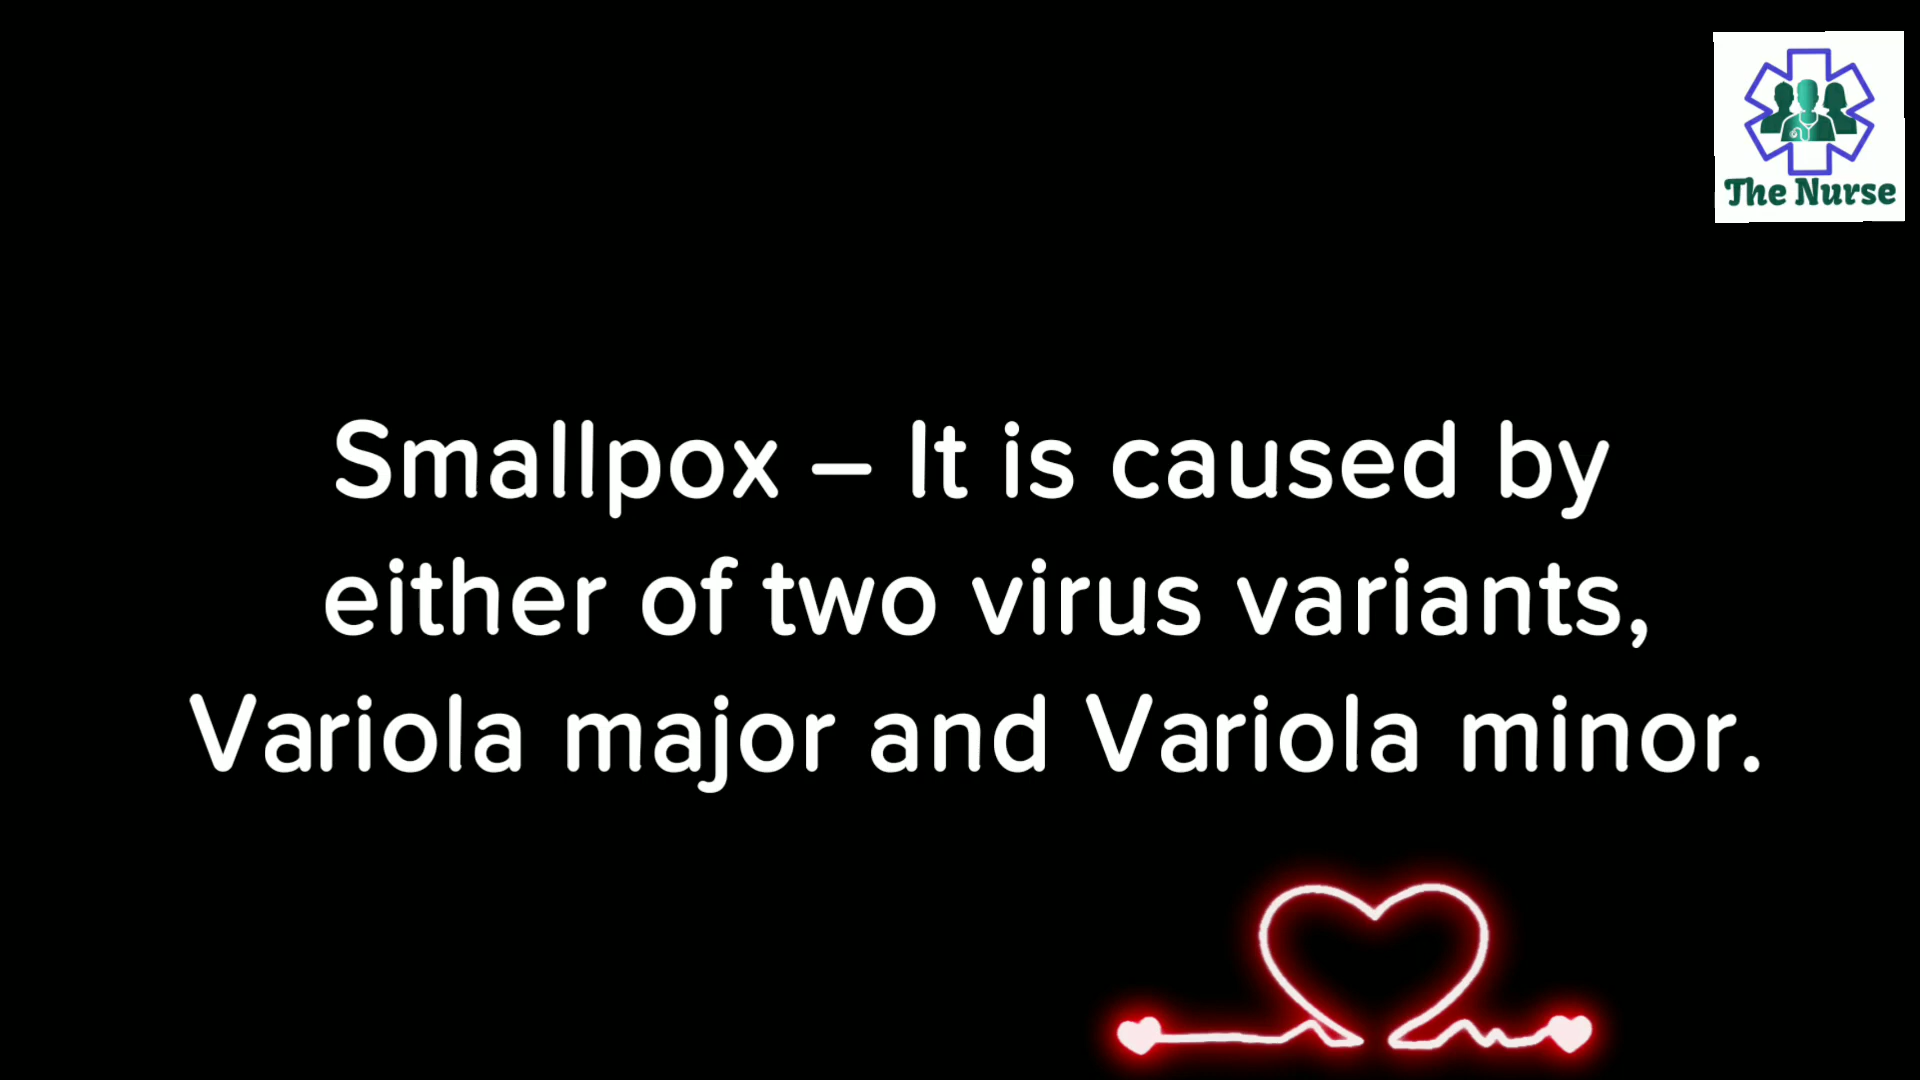 The Nurse
Smallpox – It is caused by
either of two virus variants,
Variola major and Variola minor.